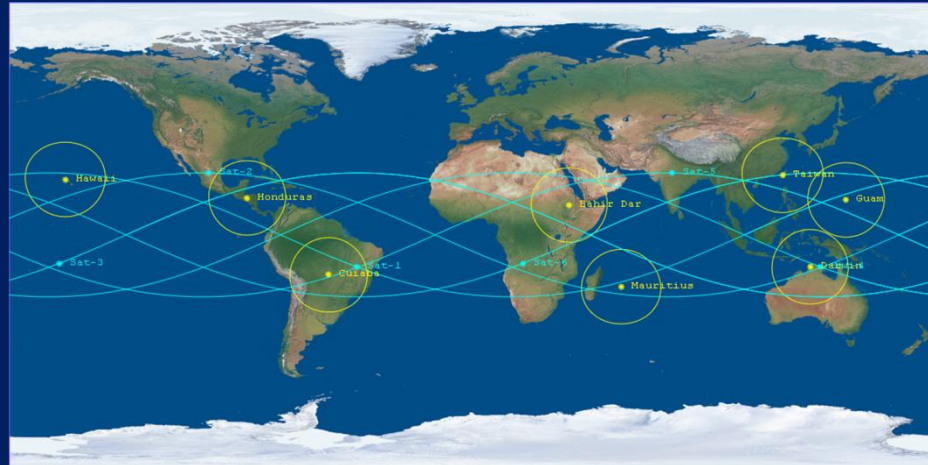 Sat-2
Sat-5
Hawaii
Taiwan
Honduras
Guam
Bahir Dar
Sat-3
Sat-6
Sat-1
Darwin
Cuiaba
Mauritius